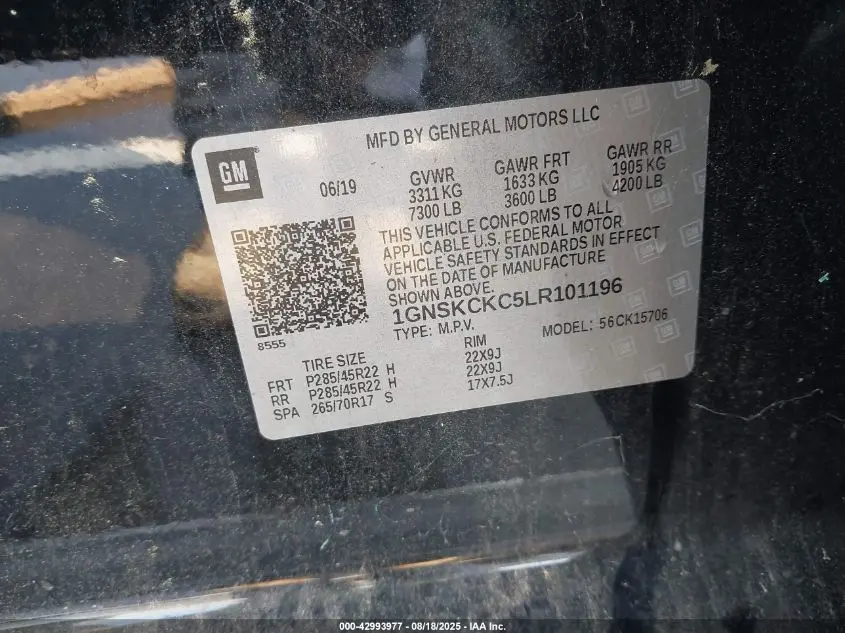 MFD BY GENERAL MOTORS LLC
GM
06/19
GVWR
3311 KG
7300 LB
GAWR FRT
1633 KG
3600 LB
GAWR RR
1905 KG
4200 LB
THIS VEHICLE CONFORMS TO ALL
APPLICABLE U.S. FEDERAL MOTOR
VEHICLE SAFETY STANDARDS IN EFFECT
ON THE DATE OF MANUFACTURE
SHOWN ABOVE.
1GNSKCKC5LR101196
8555
TYPE: M.P.V. MODEL: 56CK15706
TIRE SIZE RIM
FRT P285/45R22 H 22X9J
RR P285/45R22 H 22X9J
SPA 265/70R17 S 17X7.5J
000-42993977 - 08/18/2025 - IAA Inc.